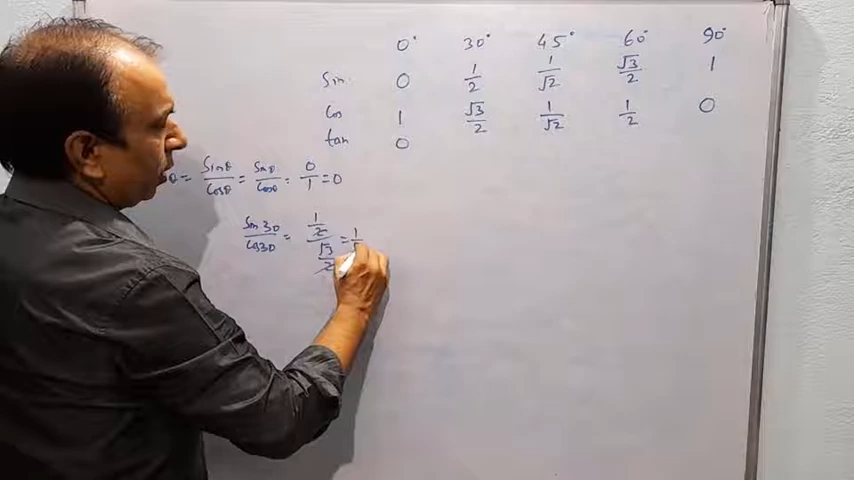 0° 30° 45° 60° 90°
Sin 0 1/2 1/√2 √3/2 1
Cos 1 √3/2 1/√2 1/2 0
tan 0
θ = Sinθ/Cosθ = Sin0/Cos0 = 0/1 = 0
Sin30/Cos30 = (1/2)/(√3/2) = 1/